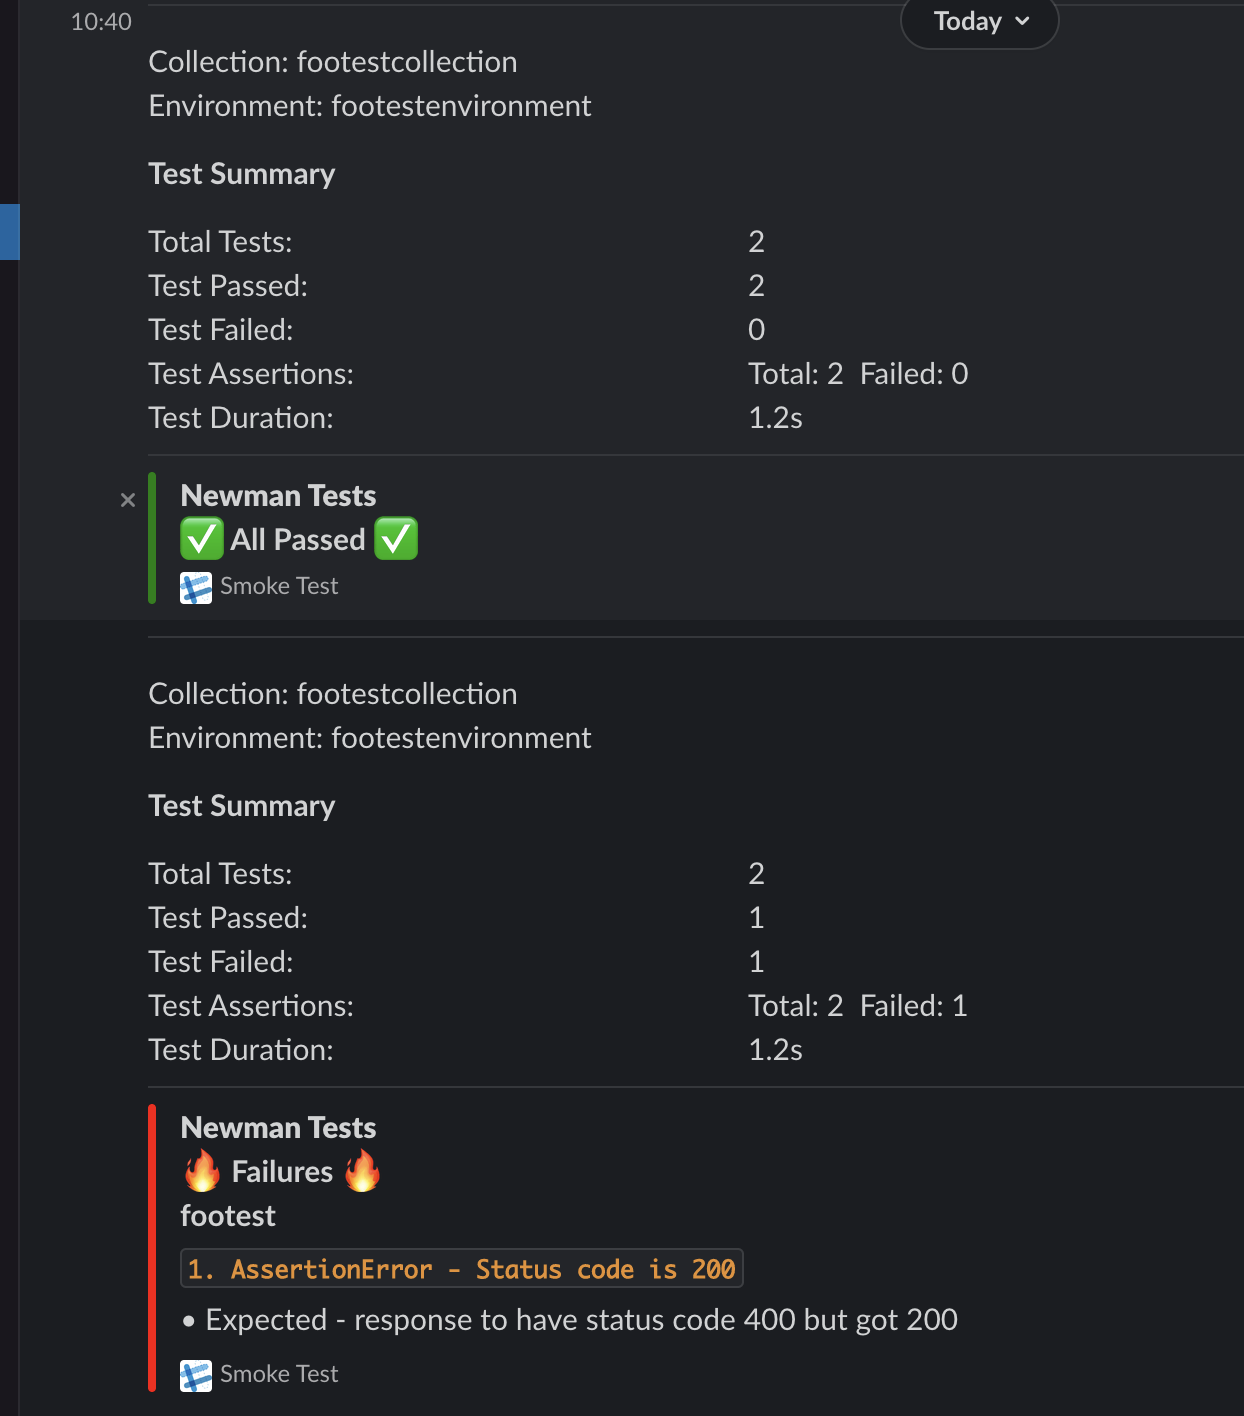 10:40
Today
Collection: footestcollection
Environment: footestenvironment
Test Summary
Total Tests: 2
Test Passed: 2
Test Failed: 0
Test Assertions: Total: 2 Failed: 0
Test Duration: 1.2s
Newman Tests
✅ All Passed ✅
Smoke Test
Collection: footestcollection
Environment: footestenvironment
Test Summary
Total Tests: 2
Test Passed: 1
Test Failed: 1
Test Assertions: Total: 2 Failed: 1
Test Duration: 1.2s
Newman Tests
🔥 Failures 🔥
footest
1. AssertionError - Status code is 200
• Expected - response to have status code 400 but got 200
Smoke Test